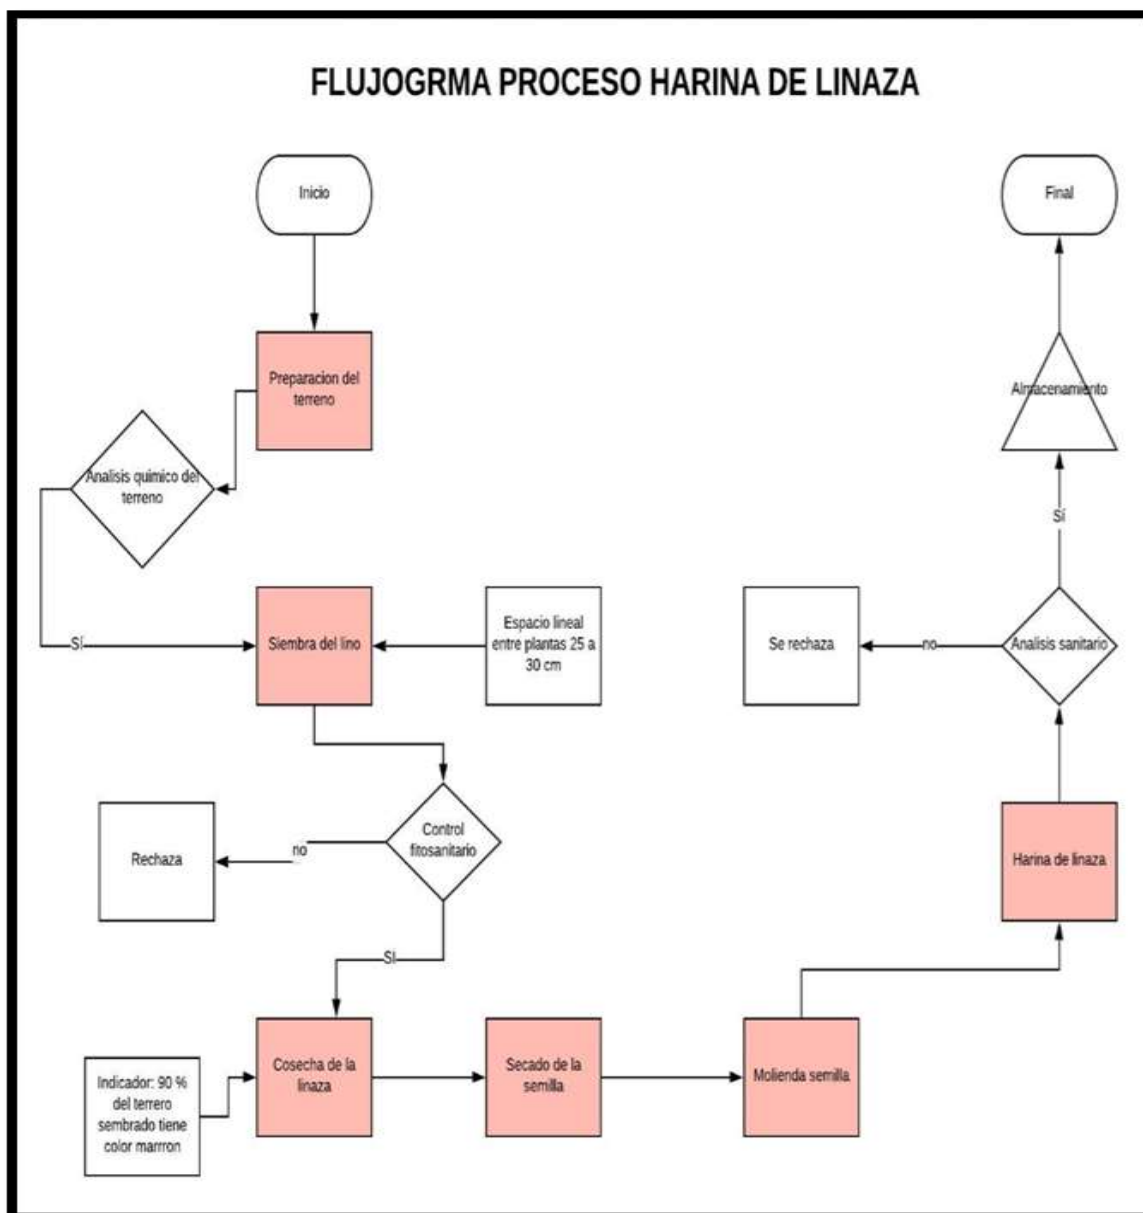 FLUJOGRMA PROCESO HARINA DE LINAZA
Inicio
Final
Preparacion del
terreno
Almacenamiento
Analisis quimico del
terreno
Sí
Siembra del lino
Espacio lineal
entre plantas 25 a
30 cm
Se rechaza
no
Analisis sanitario
Sí
Rechaza
no
Control
fitosanitario
Harina de linaza
Sí
Indicador: 90 %
del terrero
sembrado tiene
color marrron
Cosecha de la
linaza
Secado de la
semilla
Molienda semilla